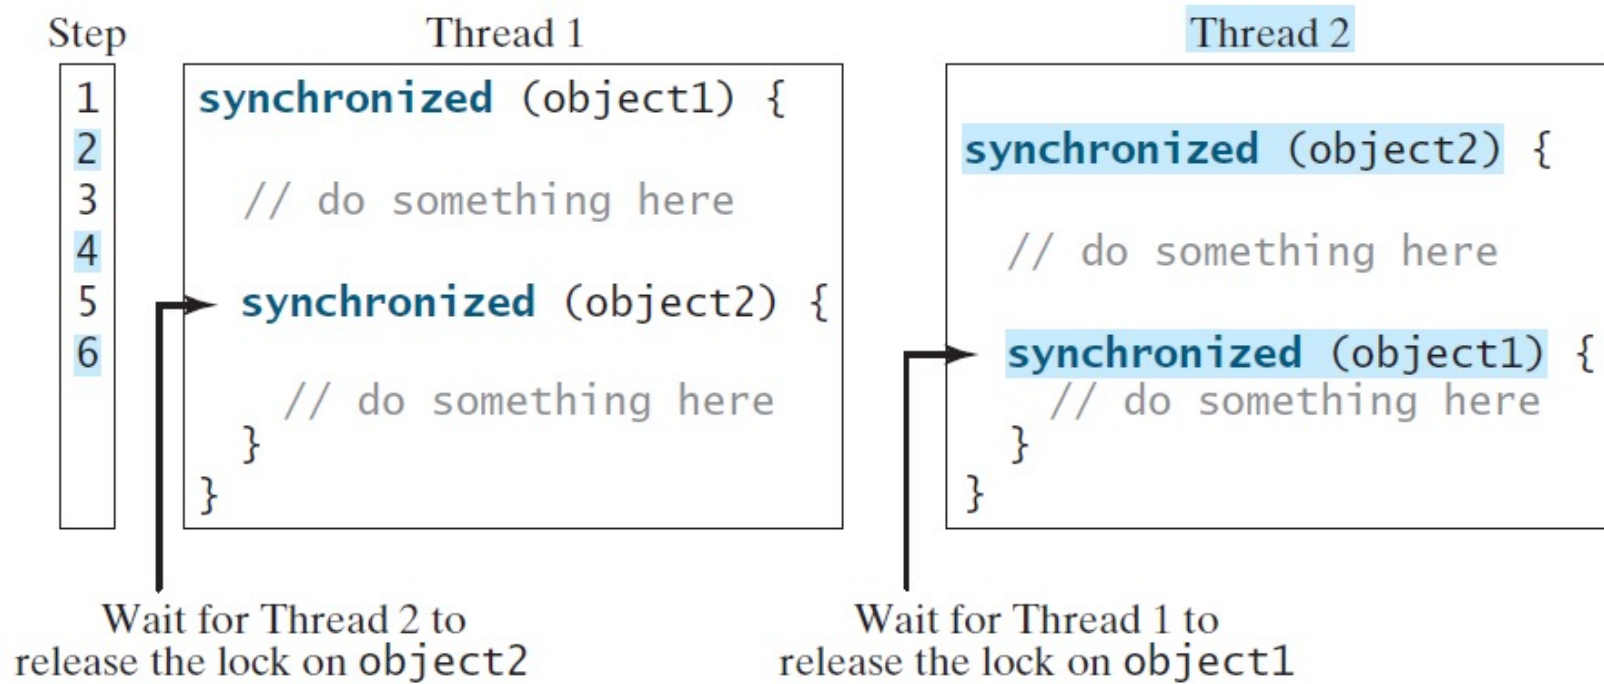 Step
Thread 1
Thread 2
1
synchronized (object1) {
2
synchronized (object2) {
3
// do something here
4
// do something here
5
synchronized (object2) {
6
synchronized (object1) {
// do something here
// do something here
}
}
}
}
Wait for Thread 2 to
release the lock on object2
Wait for Thread 1 to
release the lock on object1